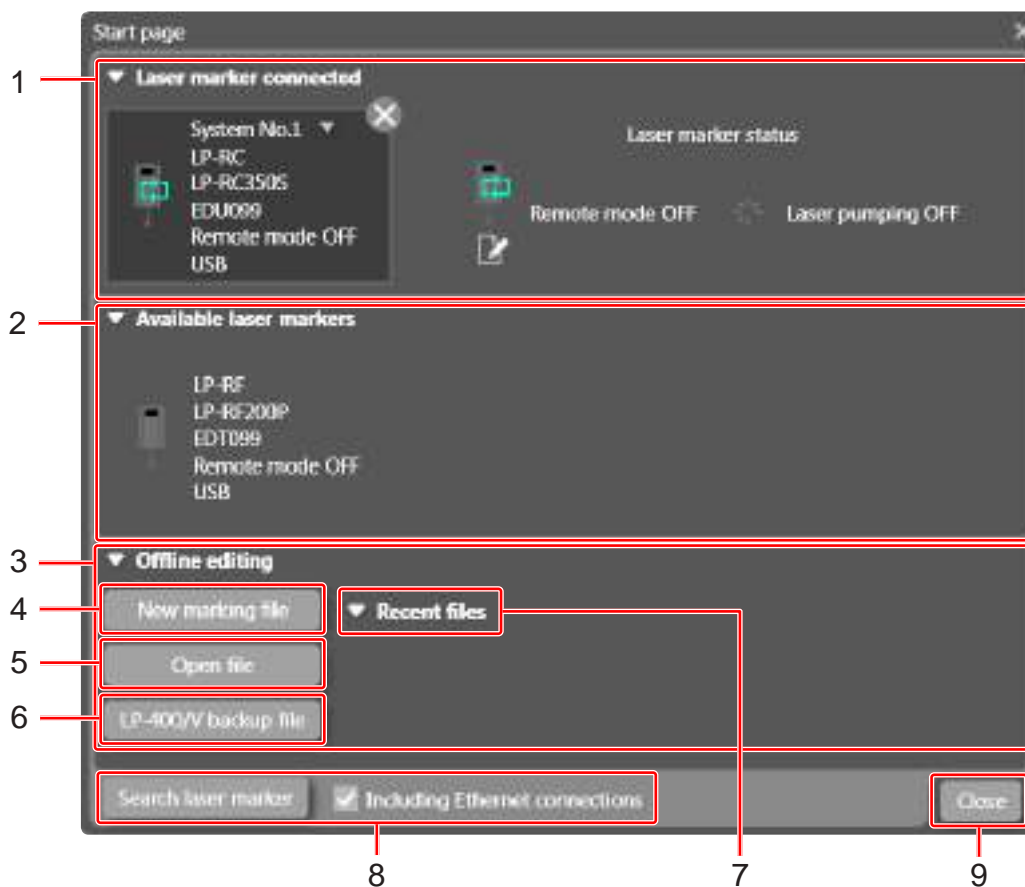 Start page
1
Laser marker connected
System No.1
LP-RC
LP-RC350S
EDU099
Remote mode OFF
USB
Laser marker status
Remote mode OFF
Laser pumping OFF
2
Available laser markers
LP-RF
LP-RF200P
EDT099
Remote mode OFF
USB
3
Offline editing
4
New marking file
Recent files
5
Open file
6
LP-400/V backup file
Search laser marker
Including Ethernet connections
Close
8
7
9